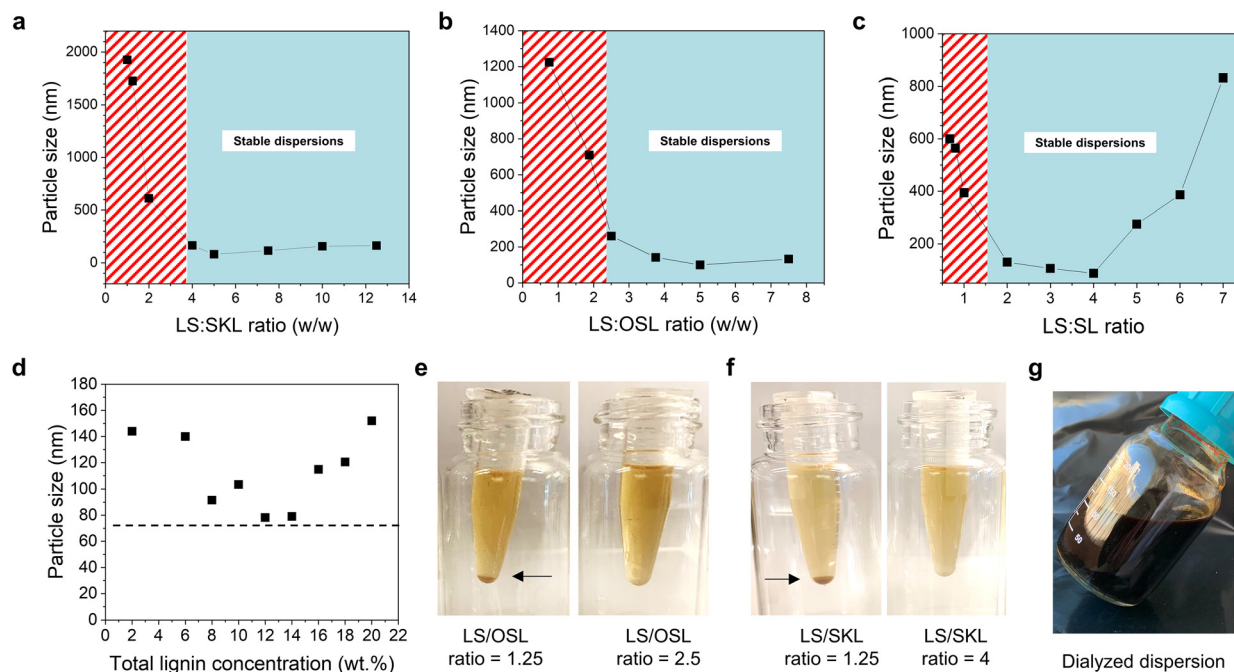 a
2000
1500
1000
500
0
Particle size (nm)
Stable dispersions
0 2 4 6 8 10 12 14
LS:SKL ratio (w/w)
b
1400
1200
1000
800
600
400
200
0
Particle size (nm)
Stable dispersions
0 1 2 3 4 5 6 7 8
LS:OSL ratio (w/w)
c
1000
800
600
400
200
Particle size (nm)
Stable dispersions
1 2 3 4 5 6 7
LS:SL ratio
d
180
160
140
120
100
80
60
40
20
0
Particle size (nm)
0 2 4 6 8 10 12 14 16 18 20 22
Total lignin concentration (wt.%)
e
LS/OSL
ratio = 1.25
LS/OSL
ratio = 2.5
f
LS/SKL
ratio = 1.25
LS/SKL
ratio = 4
g
50
Dialyzed dispersion